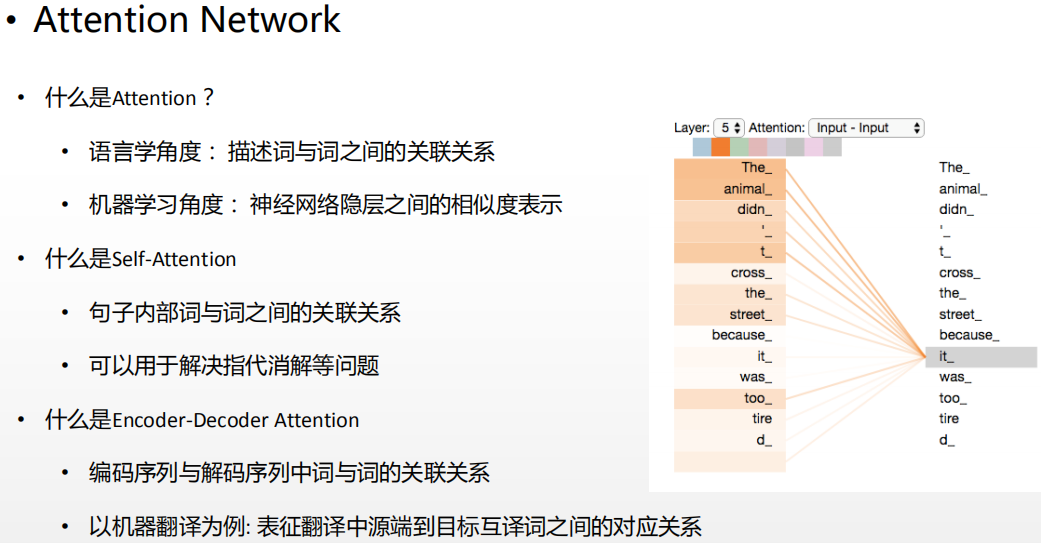 • Attention Network
• 什么是Attention？
• 语言学角度： 描述词与词之间的关联关系
• 机器学习角度： 神经网络隐层之间的相似度表示
• 什么是Self-Attention
• 句子内部词与词之间的关联关系
• 可以用于解决指代消解等问题
• 什么是Encoder-Decoder Attention
• 编码序列与解码序列中词与词的关联关系
• 以机器翻译为例: 表征翻译中源端到目标互译词之间的对应关系
Layer: 5 Attention: Input - Input
The_ The_
animal_ animal_
didn_ didn_
'_ '_
t_ t_
cross_ cross_
the_ the_
street_ street_
because_ because_
it_ it_
was_ was_
too_ too_
tire tire
d_ d_